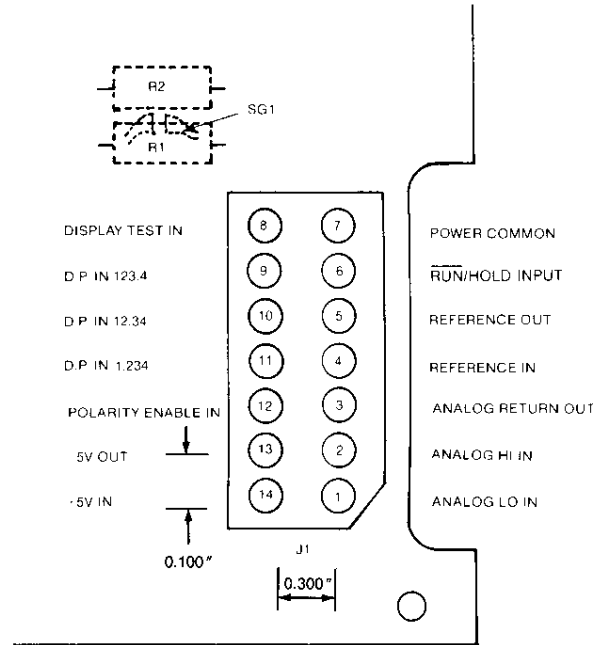 R2
SG1
R1
DISPLAY TEST IN 8 7 POWER COMMON
D P IN 123.4 9 6 RUN/HOLD INPUT
D P IN 12.34 10 5 REFERENCE OUT
D.P IN 1.234 11 4 REFERENCE IN
POLARITY ENABLE IN 12 3 ANALOG RETURN OUT
5V OUT 13 2 ANALOG HI IN
-5V IN 14 1 ANALOG LO IN
0.100"
J1
0.300"